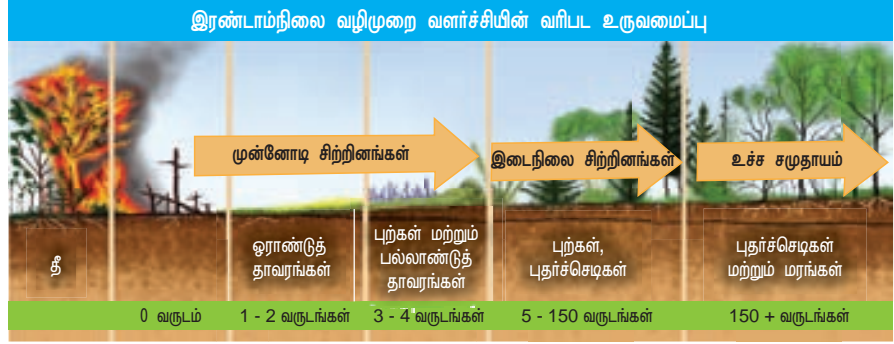 இரண்டாம்நிலை வழிமுறை வளர்ச்சியின் வரிபட உருவமைப்பு
முன்னோடி சிற்றினங்கள்
இடைநிலை சிற்றினங்கள்
உச்ச சமுதாயம்
தீ
ஒராண்டுத்
தாவரங்கள்
புற்கள் மற்றும்
பல்லாண்டுத்
தாவரங்கள்
புற்கள்,
புதர்ச்செடிகள்
புதர்ச்செடிகள்
மற்றும் மரங்கள்
0 வருடம்
1 - 2 வருடங்கள்
3 - 4 வருடங்கள்
5 - 150 வருடங்கள்
150 + வருடங்கள்